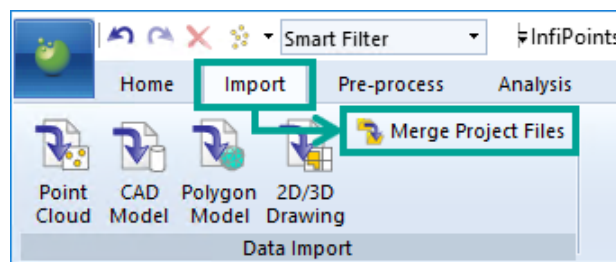 Smart Filter
InfiPoints
Home Import Pre-process Analysis
Merge Project Files
Point Cloud
CAD Model
Polygon Model
2D/3D Drawing
Data Import